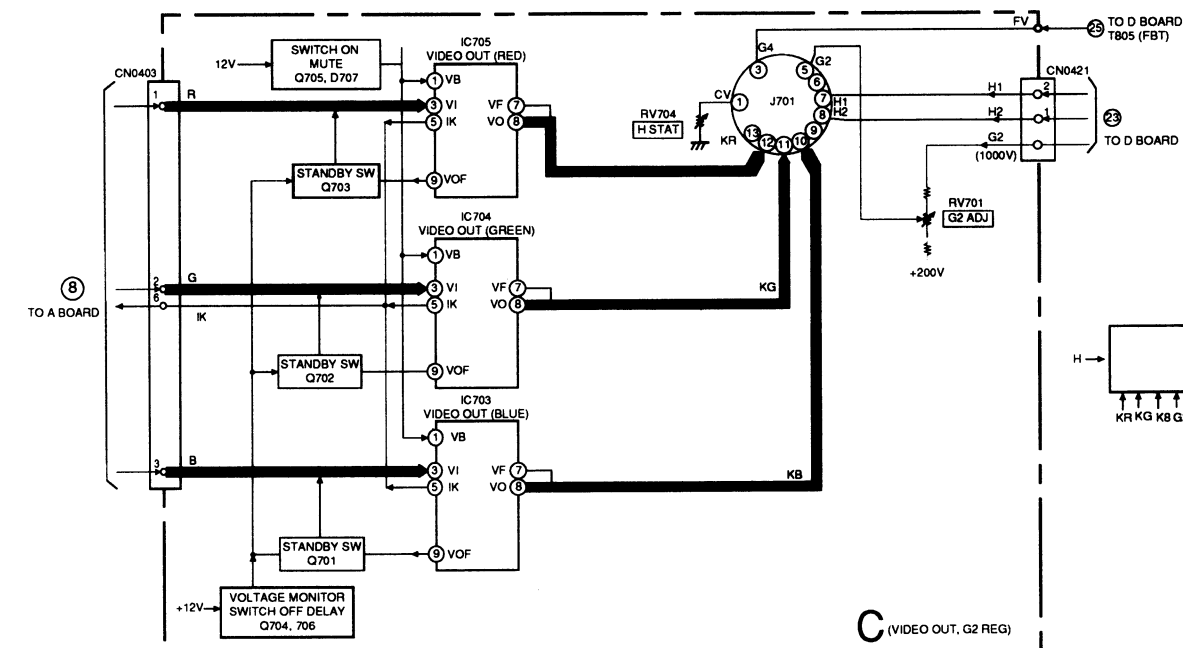 FV
25 TO D BOARD
T805 (FBT)
SWITCH ON
MUTE
Q705, D707
12V
IC705
VIDEO OUT (RED)
1 VB
3 VI
5 IK
VF 7
VO 8
9 VOF
CN0403
1
R
STANDBY SW
Q703
G4
3
G2
5
6
7
H1
8
H2
9
10
11
12
13
KR
CV
1
J701
RV704
H STAT
CN0421
H1
2
H2
1
G2
(1000V)
23
TO D BOARD
RV701
G2 ADJ
+200V
IC704
VIDEO OUT (GREEN)
1 VB
3 VI
5 IK
VF 7
VO 8
9 VOF
2
G
6
IK
8
TO A BOARD
KG
STANDBY SW
Q702
H
KR KG K8 G
IC703
VIDEO OUT (BLUE)
1 VB
3 VI
5 IK
VF 7
VO 8
9 VOF
3
B
KB
STANDBY SW
Q701
+12V
VOLTAGE MONITOR
SWITCH OFF DELAY
Q704, 706
C (VIDEO OUT, G2 REG)